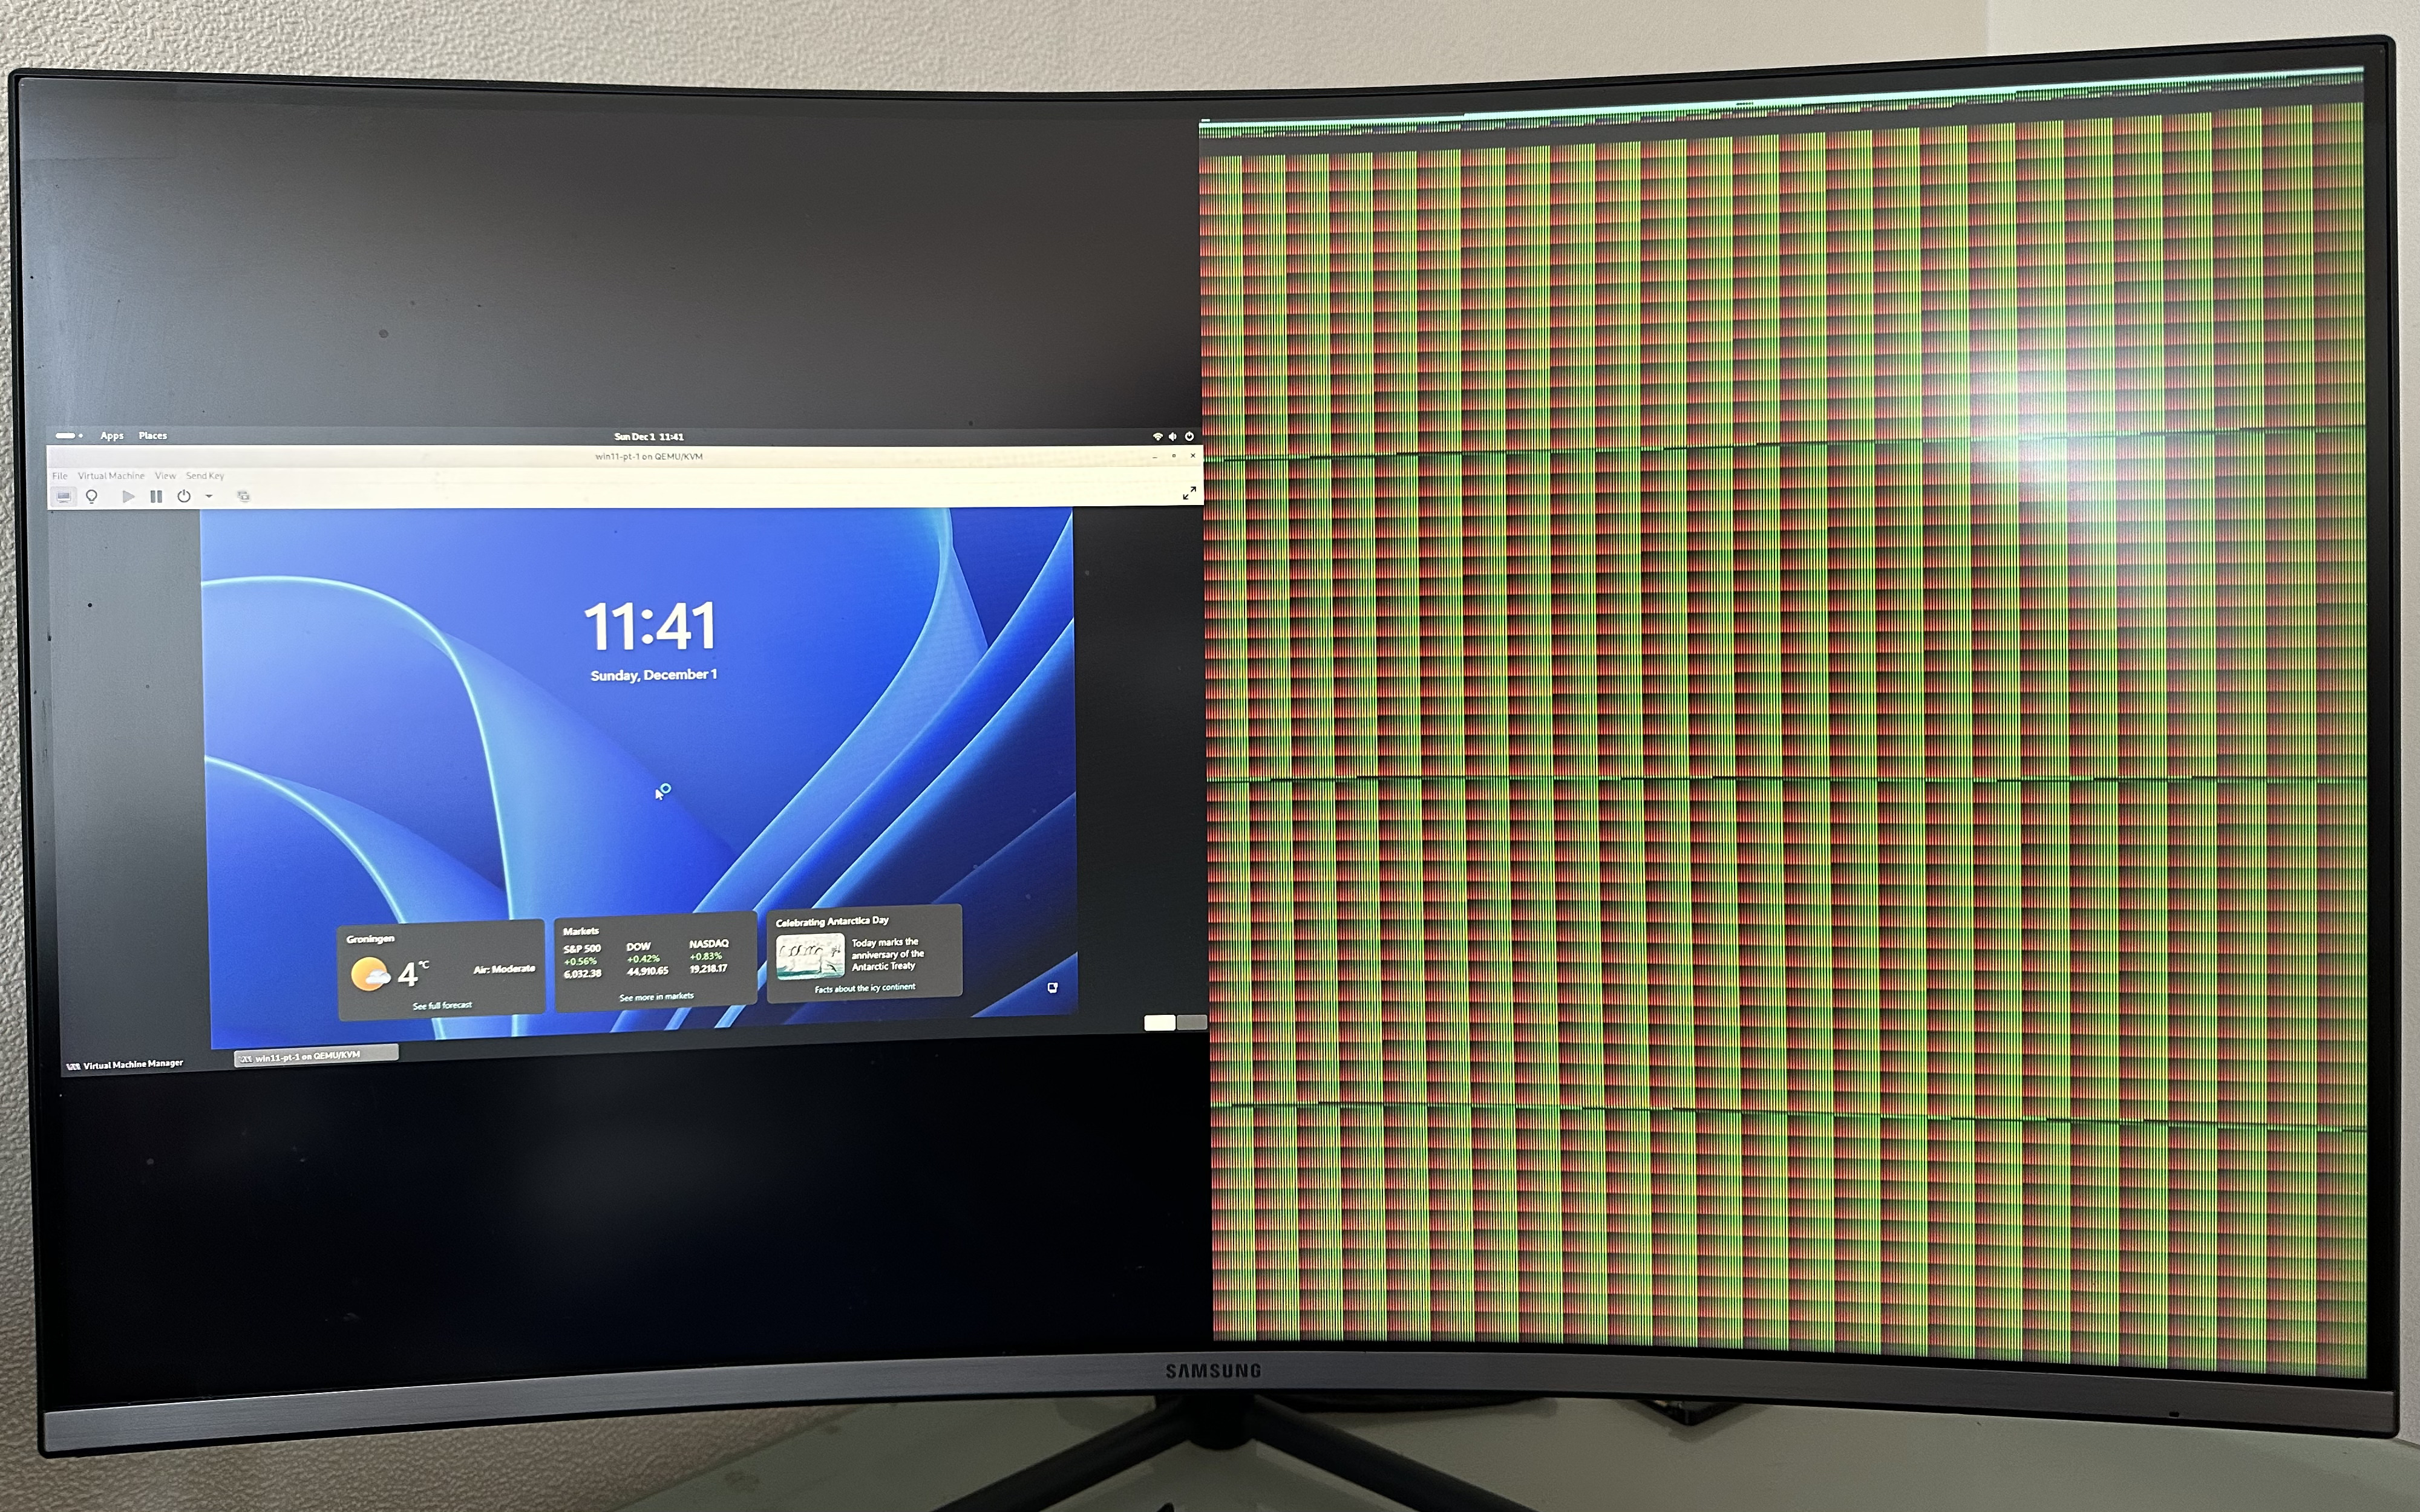 Apps Places Sun Dec 1 11:41
win11-pt-1 on QEMU/KVM
File Virtual Machine View Send Key
11:41
Sunday, December 1
Groningen
4°C
Air: Moderate
See full forecast
Markets
S&P 500 DOW NASDAQ
+0.56% +0.42% +0.83%
6,032.38 44,910.65 19,218.17
See more in markets
Celebrating Antarctica Day
Today marks the
anniversary of the
Antarctic Treaty
Facts about the icy continent
Virtual Machine Manager
win11-pt-1 on QEMU/KVM
SAMSUNG